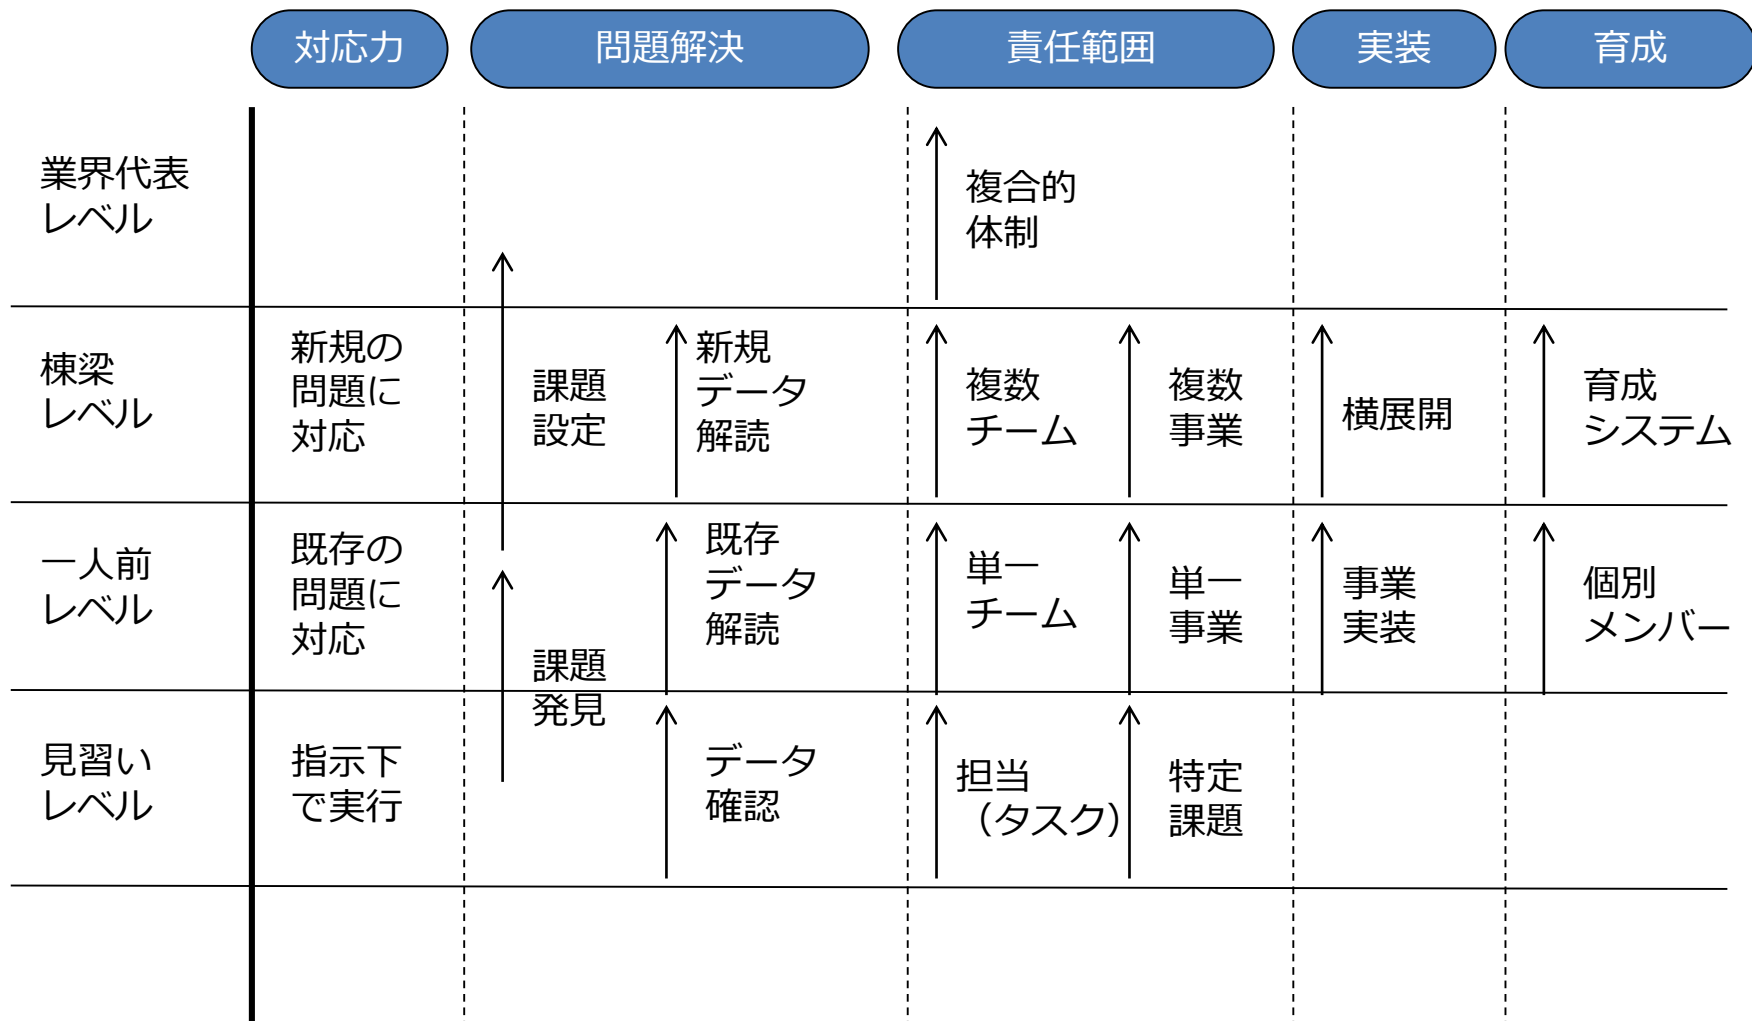 対応力
問題解決
責任範囲
実装
育成
業界代表
レベル
複合的
体制
棟梁
レベル
新規の
問題に
対応
課題
設定
新規
データ
解読
複数
チーム
複数
事業
横展開
育成
システム
一人前
レベル
既存の
問題に
対応
課題
発見
既存
データ
解読
単一
チーム
単一
事業
事業
実装
個別
メンバー
見習い
レベル
指示下
で実行
データ
確認
担当
（タスク）
特定
課題